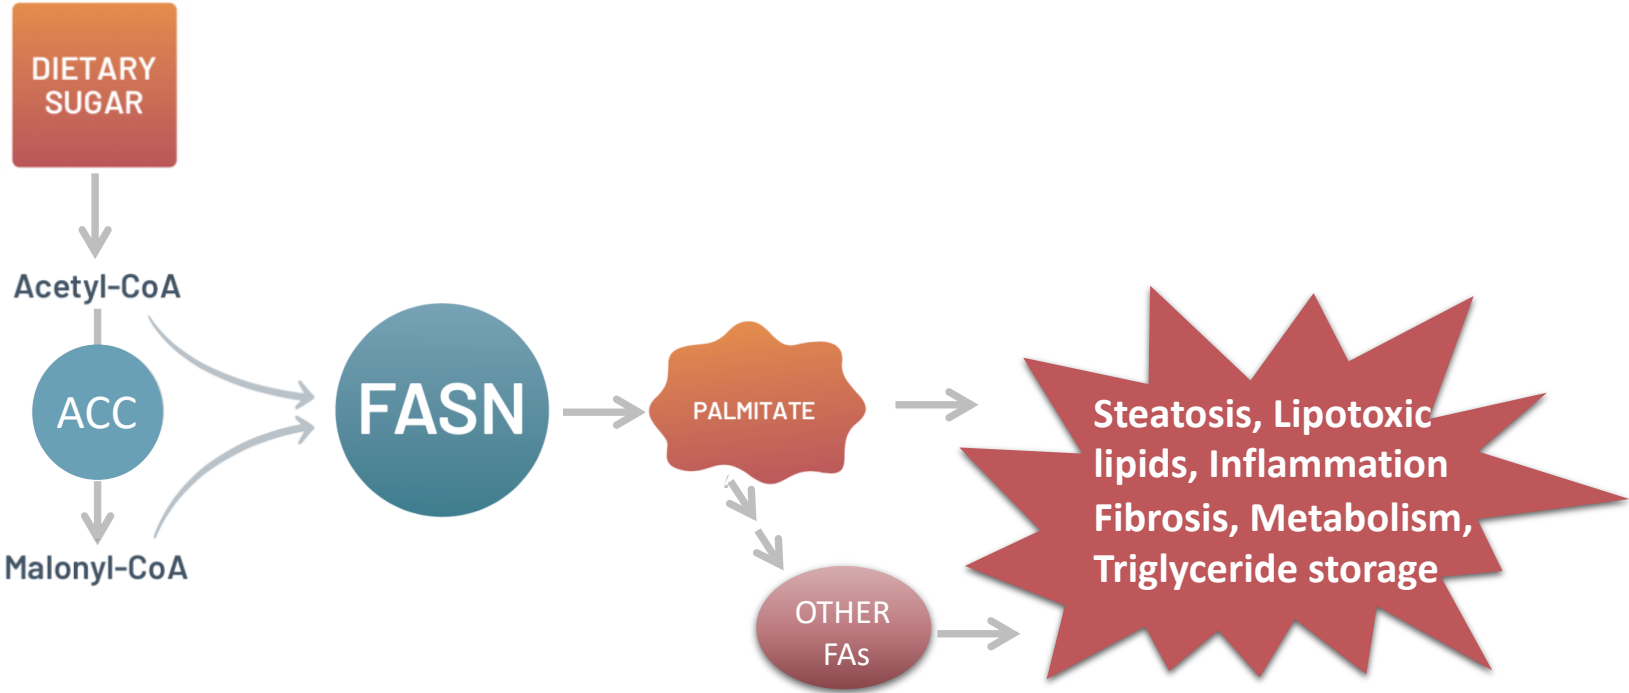 DIETARY
SUGAR
Acetyl-CoA
ACC
Malonyl-CoA
FASN
PALMITATE
OTHER
FAs
Steatosis, Lipotoxic
lipids, Inflammation
Fibrosis, Metabolism,
Triglyceride storage